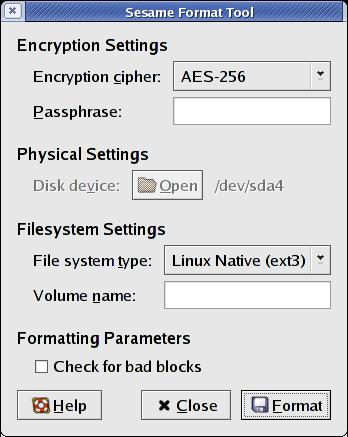 Sesame Format Tool
Encryption Settings
Encryption cipher: AES-256
Passphrase:
Physical Settings
Disk device: Open /dev/sda4
Filesystem Settings
File system type: Linux Native (ext3)
Volume name:
Formatting Parameters
Check for bad blocks
Help Close Format